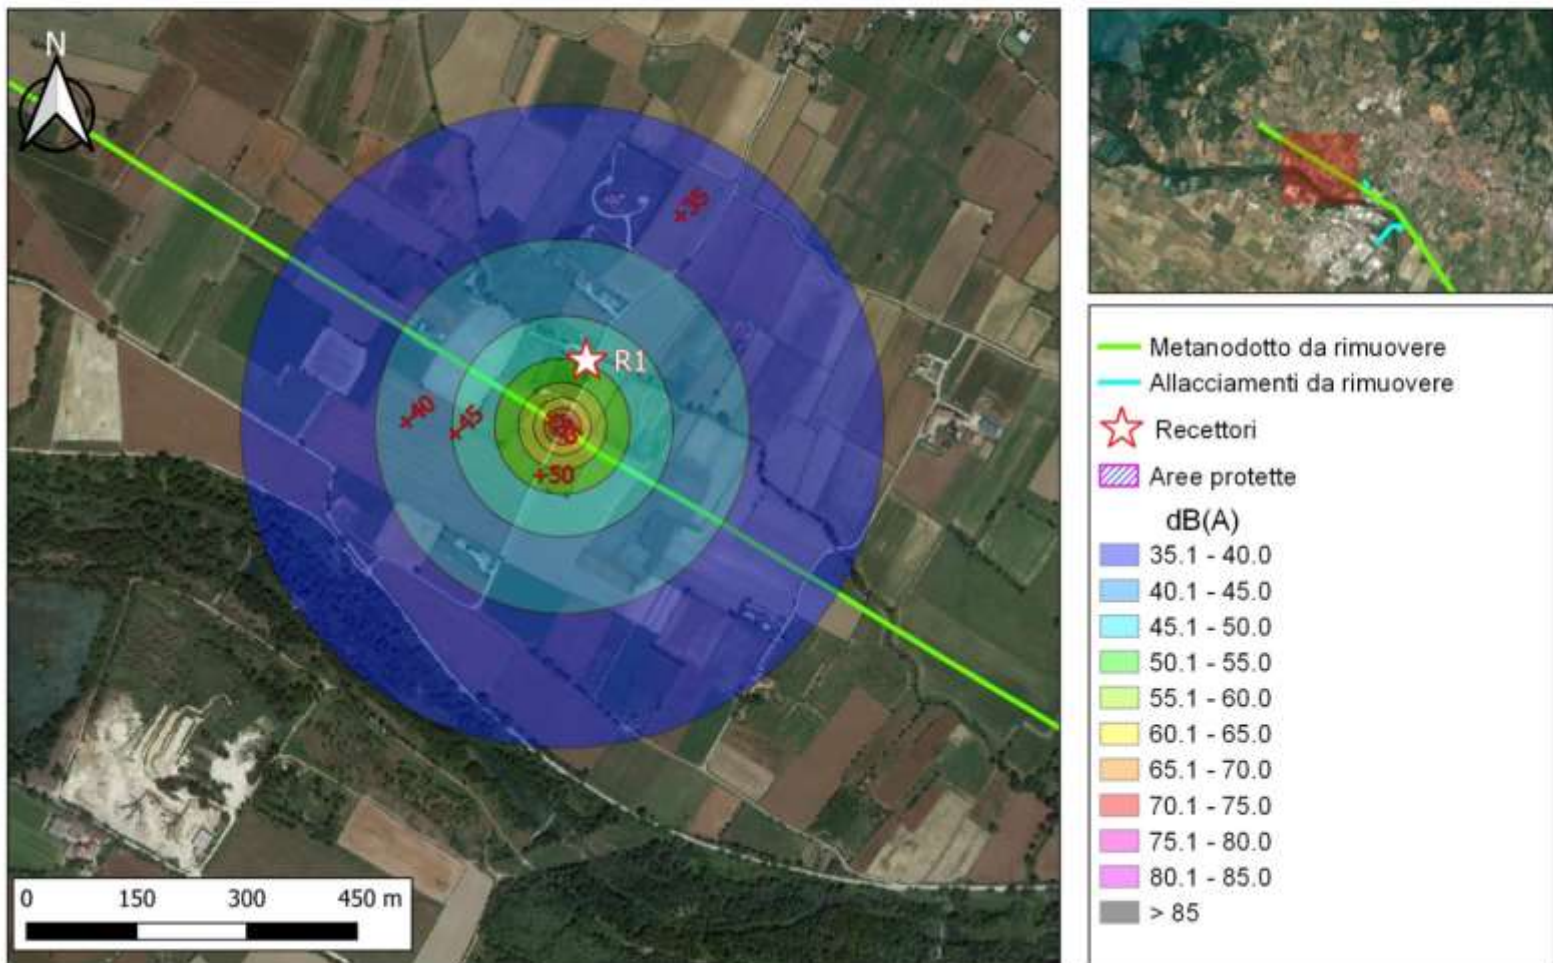 N
+35
R1
+40
+45
+50
0 150 300 450 m
Metanodotto da rimuovere
Allacciamenti da rimuovere
Recettori
Aree protette
dB(A)
35.1 - 40.0
40.1 - 45.0
45.1 - 50.0
50.1 - 55.0
55.1 - 60.0
60.1 - 65.0
65.1 - 70.0
70.1 - 75.0
75.1 - 80.0
80.1 - 85.0
> 85